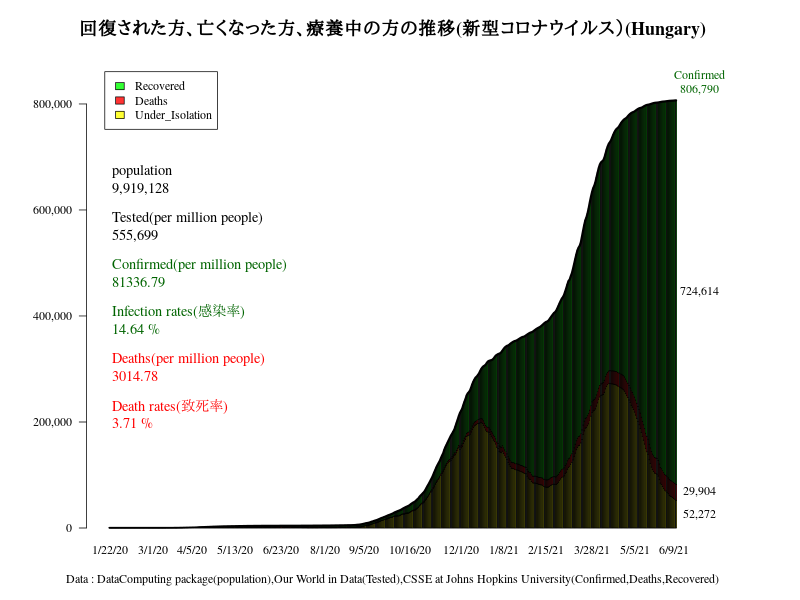 回復された方、亡くなった方、療養中の方の推移(新型コロナウイルス）(Hungary)
Confirmed
806,790
Recovered
Deaths
Under_Isolation
800,000
600,000
400,000
200,000
0
population
9,919,128
Tested(per million people)
555,699
Confirmed(per million people)
81336.79
Infection rates(感染率)
14.64 %
Deaths(per million people)
3014.78
Death rates(致死率)
3.71 %
724,614
29,904
52,272
1/22/20 3/1/20 4/5/20 5/13/20 6/23/20 8/1/20 9/5/20 10/16/20 12/1/20 1/8/21 2/15/21 3/28/21 5/5/21 6/9/21
Data : DataComputing package(population),Our World in Data(Tested),CSSE at Johns Hopkins University(Confirmed,Deaths,Recovered)